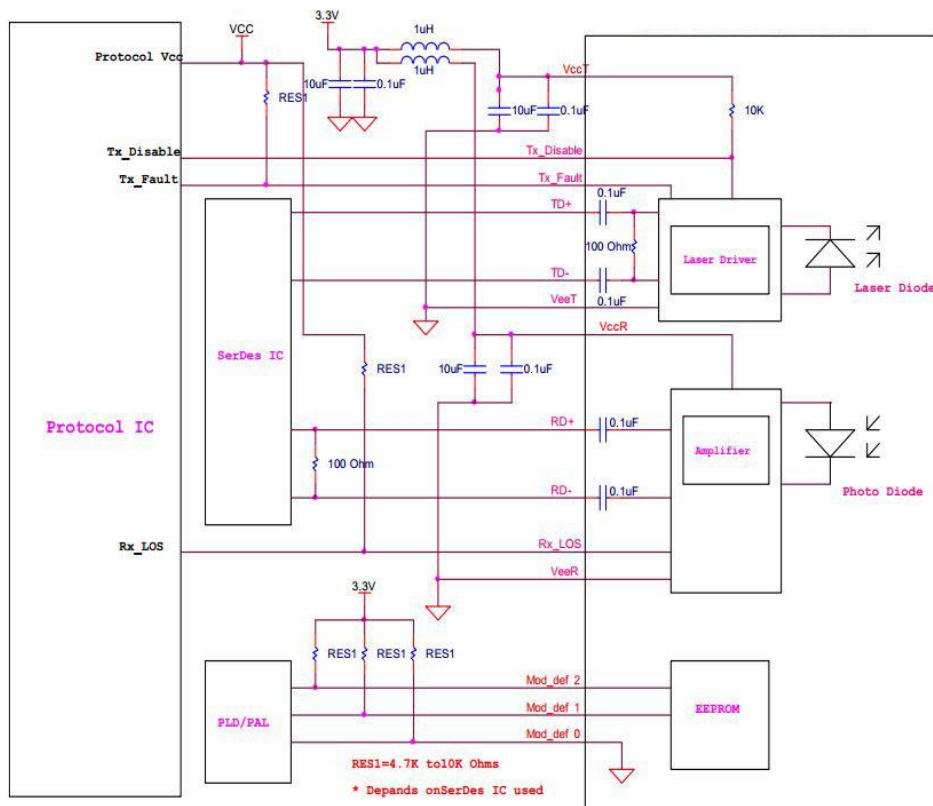 3.3V
1uH
VCC
Protocol Vcc
1uH
VccT
10uF
0.1uF
RES1
10uF
0.1uF
10K
Tx_Disable
Tx_Disable
Tx_Fault
Tx_Fault
0.1uF
TD+
100 Ohm
Laser Driver
TD-
Laser Diode
0.1uF
VeeT
VccR
SerDes IC
RES1
10uF
0.1uF
Protocol IC
RD+
0.1uF
Amplifier
100 Ohm
RD-
0.1uF
Photo Diode
Rx_LOS
Rx_LOS
VeeR
3.3V
RES1
RES1
RES1
Mod_def 2
PLD/PAL
Mod_def 1
EEPROM
Mod_def 0
RES1=4.7K to10K Ohms
* Depands onSerDes IC used